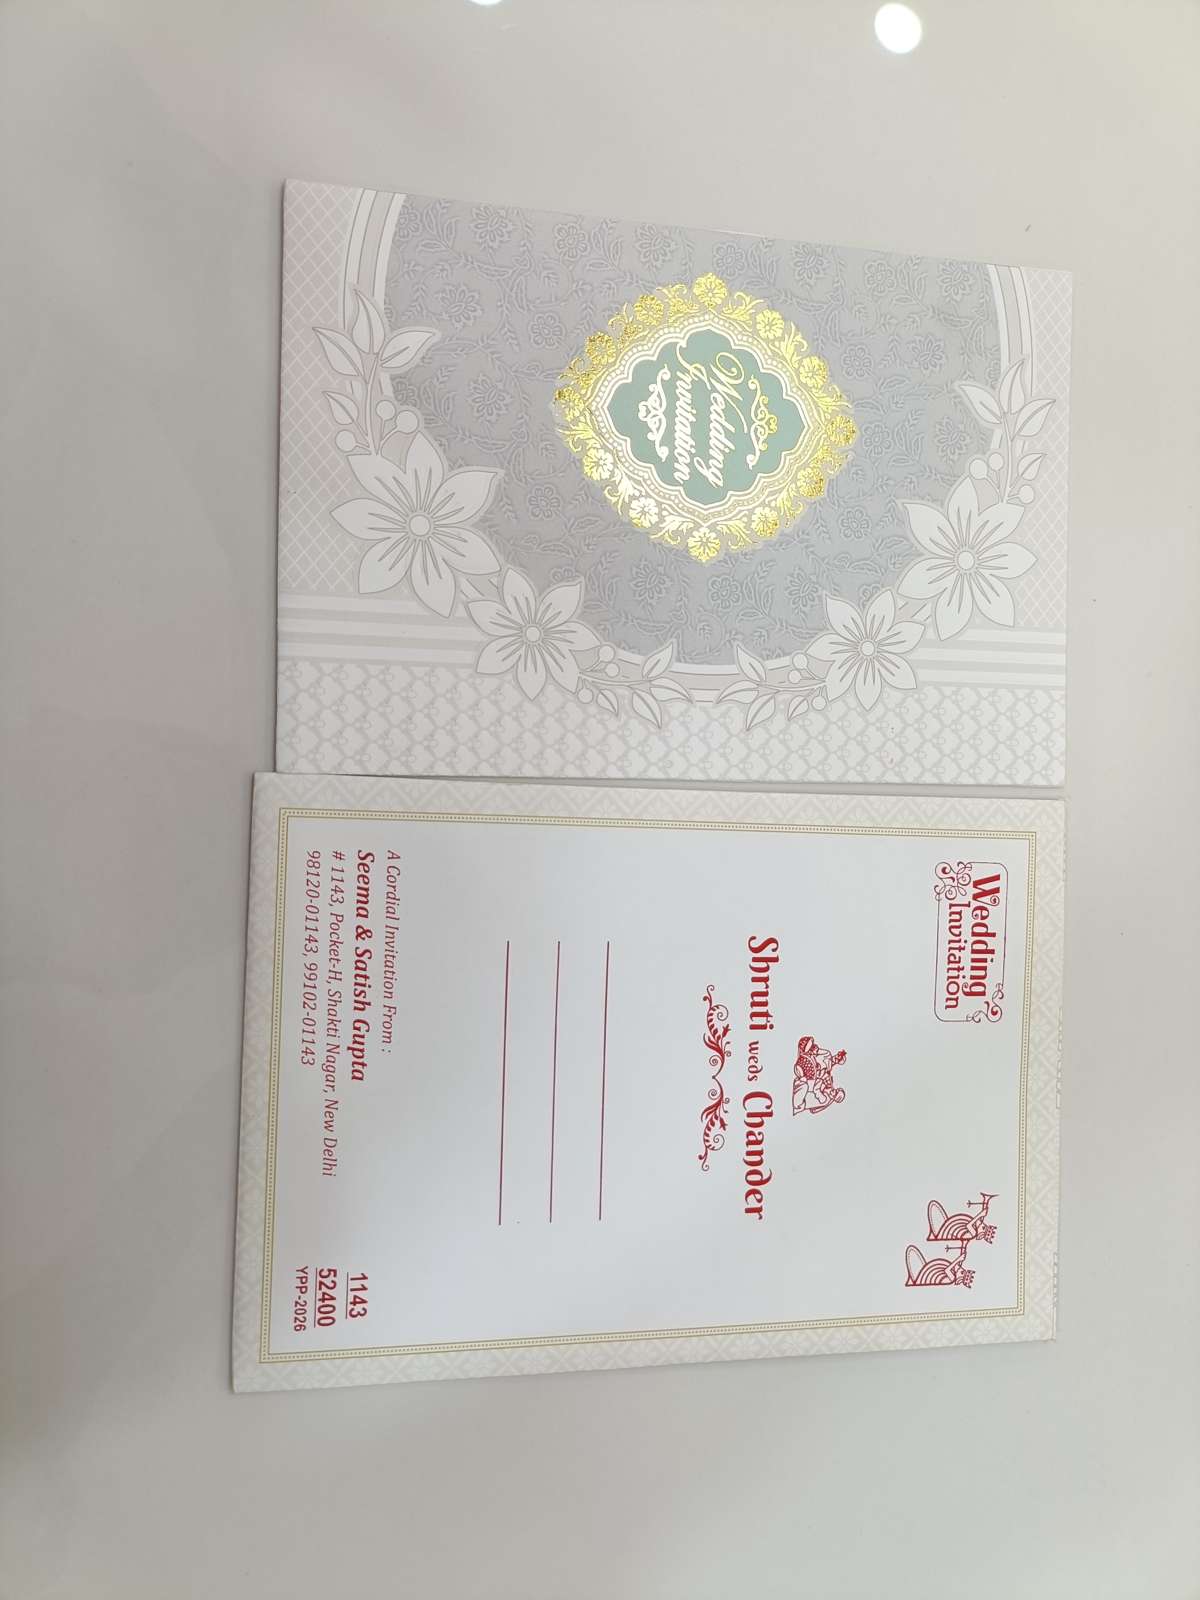 Wedding
Invitation
Wedding
Invitation
Shruti weds Chander
A Cordial Invitation From :
Seema & Satish Gupta
# 1143, Pocket-H, Shakti Nagar, New Delhi
98120-01143, 99102-01143
1143
52400
YPP-2026